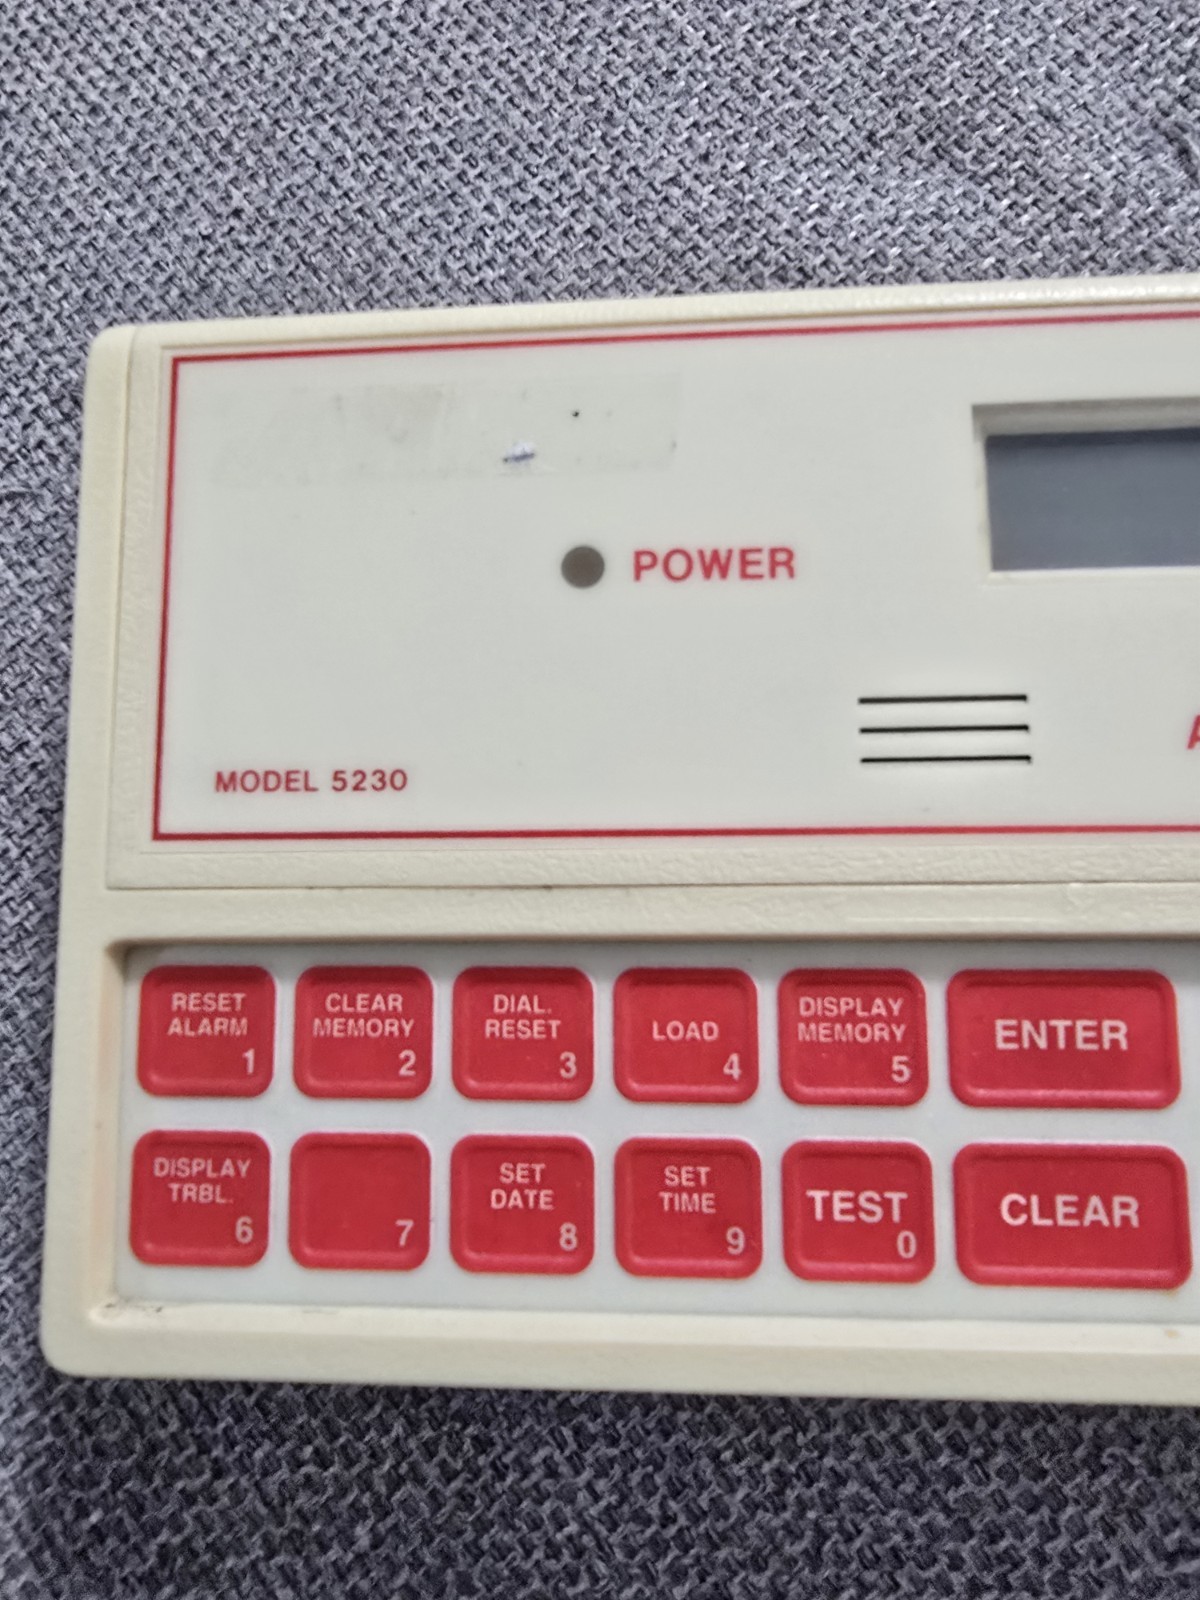 POWER
MODEL 5230
RESET
ALARM
1
CLEAR
MEMORY
2
DIAL.
RESET
3
LOAD
4
DISPLAY
MEMORY
5
ENTER
DISPLAY
TRBL.
6
7
SET
DATE
8
SET
TIME
9
TEST
0
CLEAR